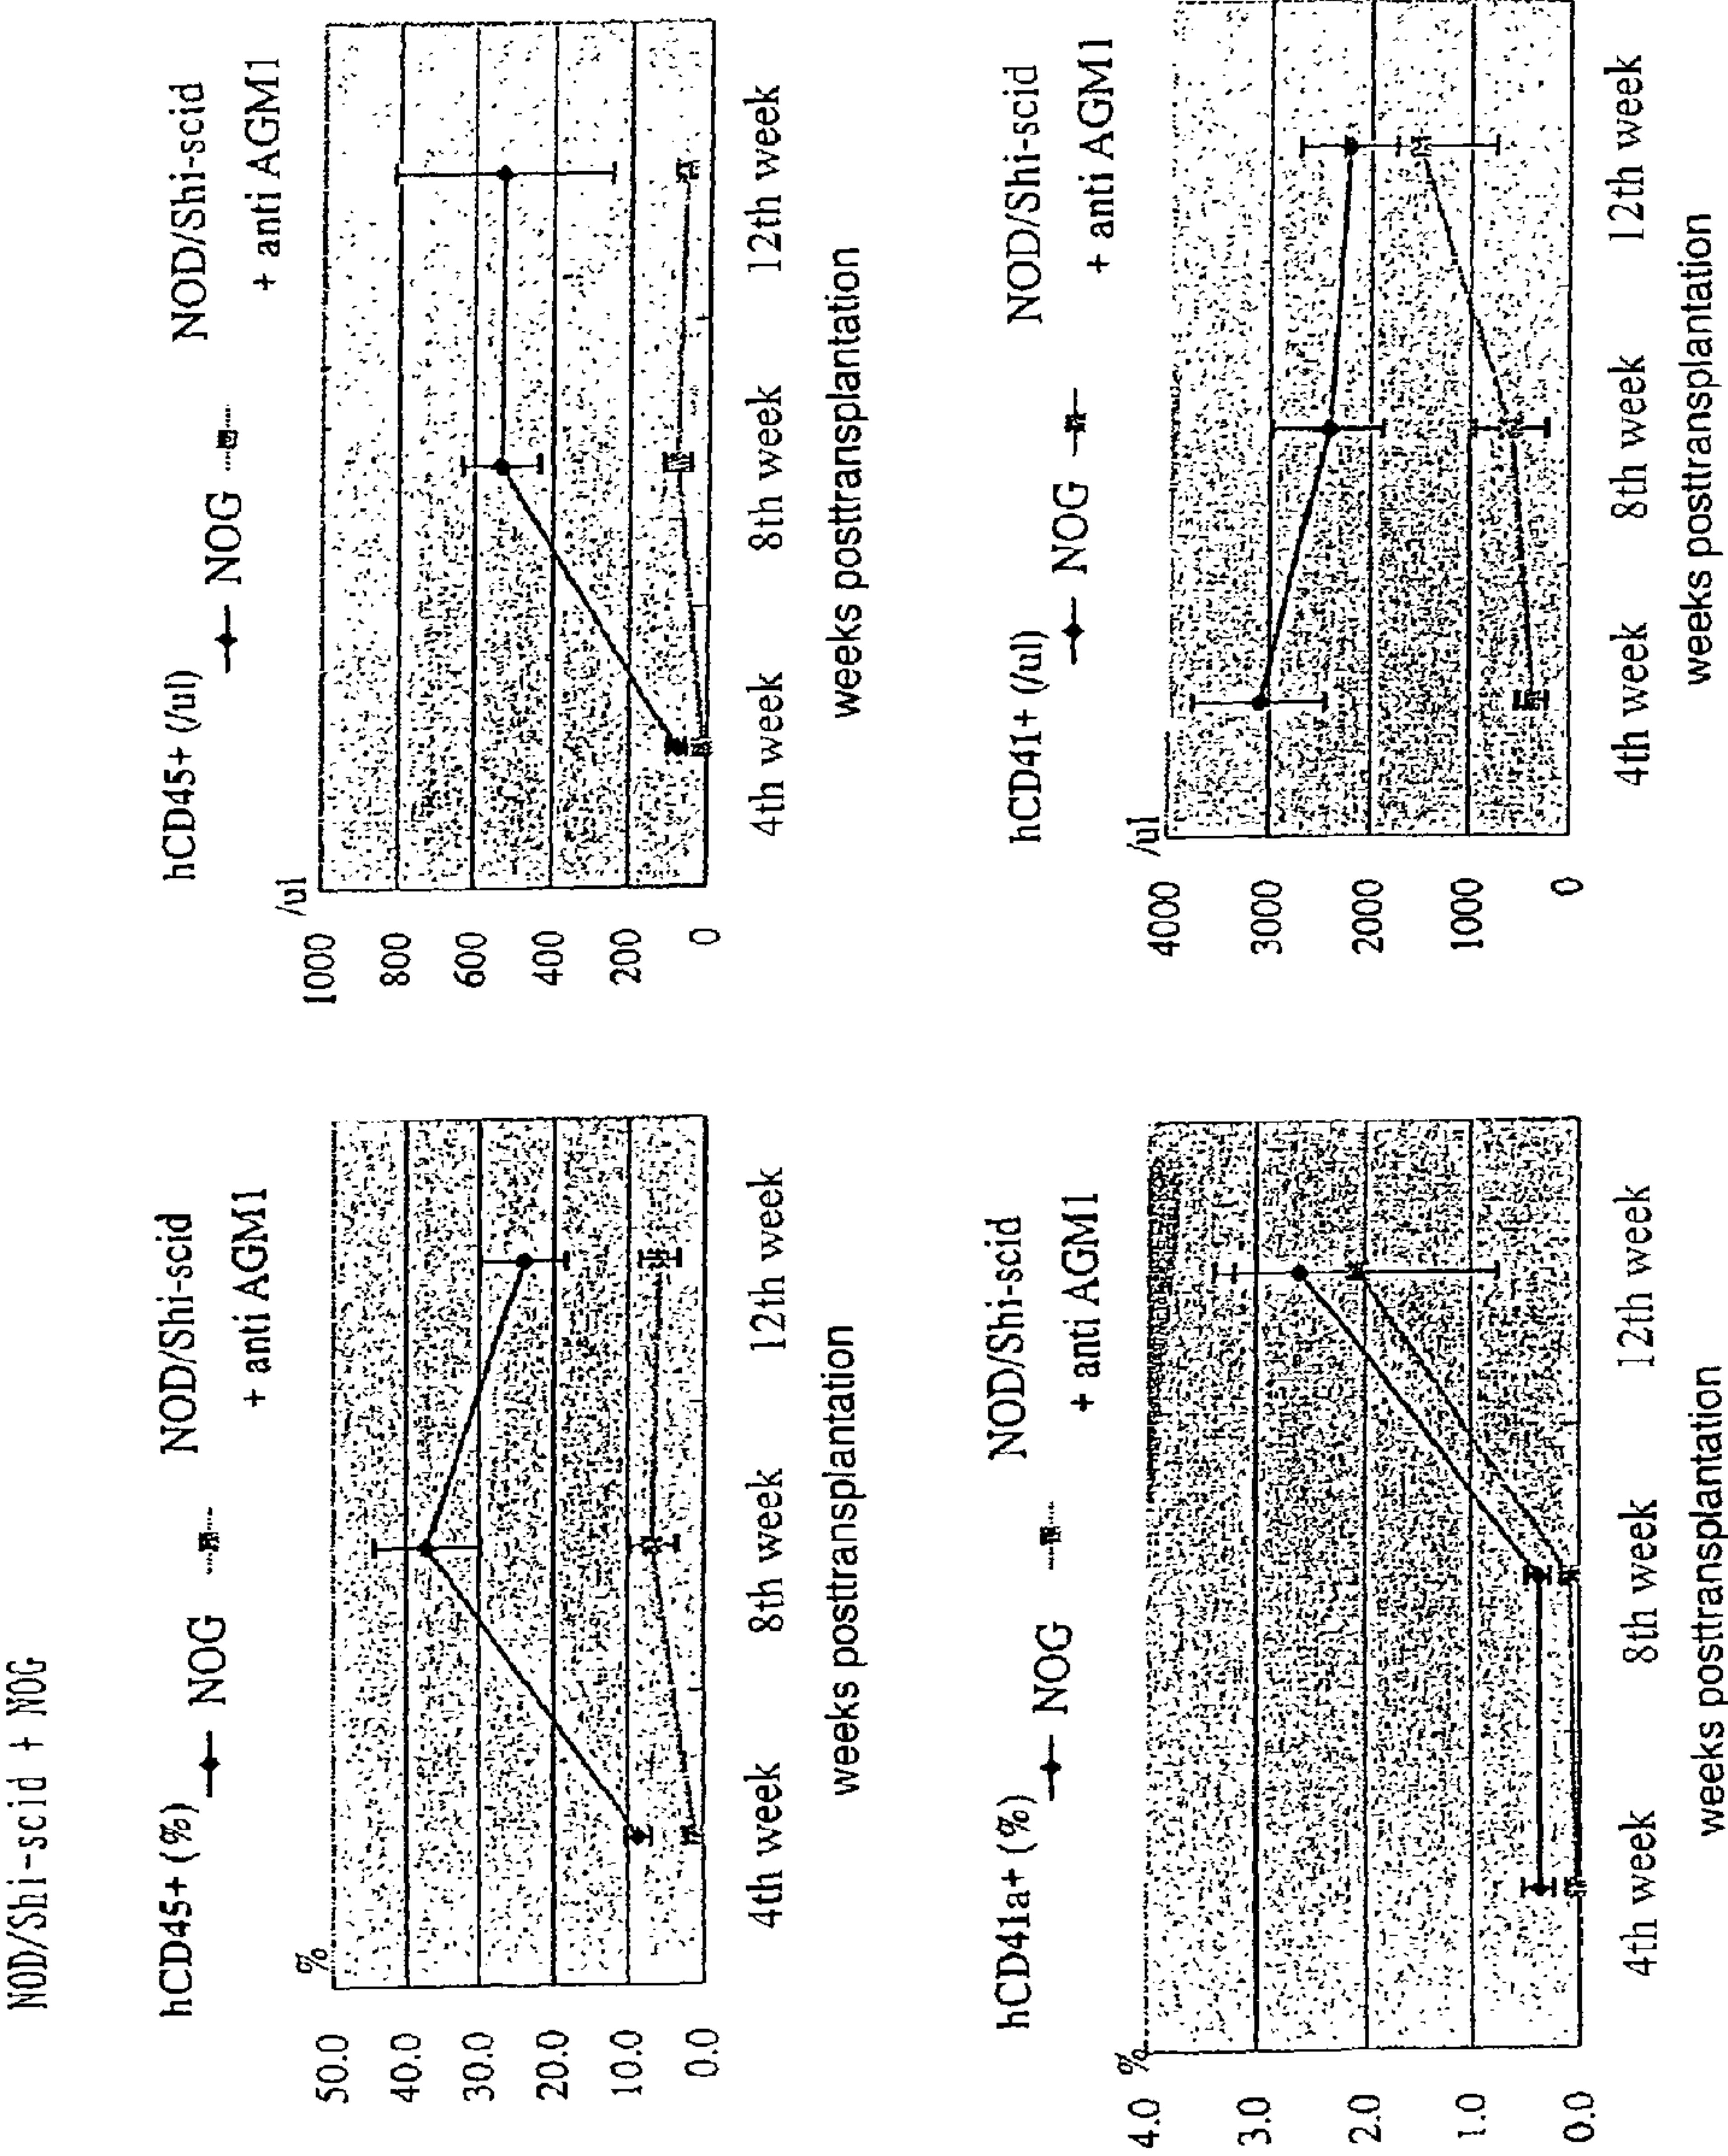 NOD/Shi-scid + NOG
hCD45+ (%)
NOG
NOD/Shi-scid
+ anti AGM1
%
50.0
40.0
30.0
20.0
10.0
0.0
4th week 8th week 12th week
weeks posttransplantation
hCD45+ (/ul)
NOG
NOD/Shi-scid
+ anti AGM1
/ul
1000
800
600
400
200
0
4th week 8th week 12th week
weeks posttransplantation
hCD41a+ (%)
NOG
NOD/Shi-scid
+ anti AGM1
%
4.0
3.0
2.0
1.0
0.0
4th week 8th week 12th week
weeks posttransplantation
hCD41+ (/ul)
NOG
NOD/Shi-scid
+ anti AGM1
/ul
4000
3000
2000
1000
0
4th week 8th week 12th week
weeks posttransplantation